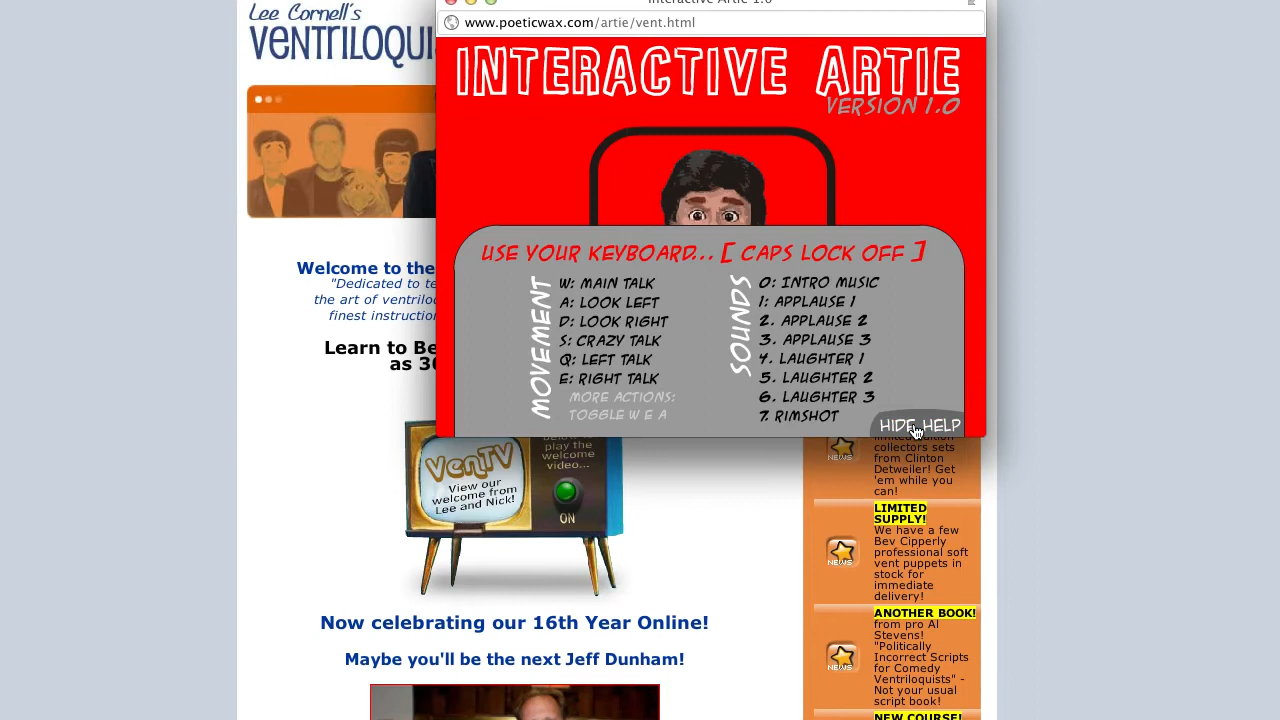 Interactive Artie 1.0
www.poeticwax.com/artie/vent.html
Lee Cornell's
VENTRILOQUI
INTERACTIVE ARTIE
VERSION 1.0
USE YOUR KEYBOARD... [ CAPS LOCK OFF ]
MOVEMENT
W: MAIN TALK
A: LOOK LEFT
D: LOOK RIGHT
S: CRAZY TALK
Q: LEFT TALK
E: RIGHT TALK
MORE ACTIONS:
TOGGLE W E A
SOUNDS
0: INTRO MUSIC
1: APPLAUSE 1
2. APPLAUSE 2
3. APPLAUSE 3
4. LAUGHTER 1
5. LAUGHTER 2
6. LAUGHTER 3
7. RIMSHOT
HIDE HELP
Welcome to the
"Dedicated to te
the art of ventrilo
finest instruction
Learn to Be
as 30
play the
welcome
video...
VenTV
View our
welcome from
Lee and Nick!
ON
Now celebrating our 16th Year Online!
Maybe you'll be the next Jeff Dunham!
NEWS
limited edition
collectors sets
from Clinton
Detweiler! Get
'em while you
can!
NEWS
LIMITED
SUPPLY!
We have a few
Bev Cipperly
professional soft
vent puppets in
stock for
immediate
delivery!
NEWS
ANOTHER BOOK!
from pro Al
Stevens!
"Politically
Incorrect Scripts
for Comedy
Ventriloquists" -
Not your usual
script book!
NEW COURSE!